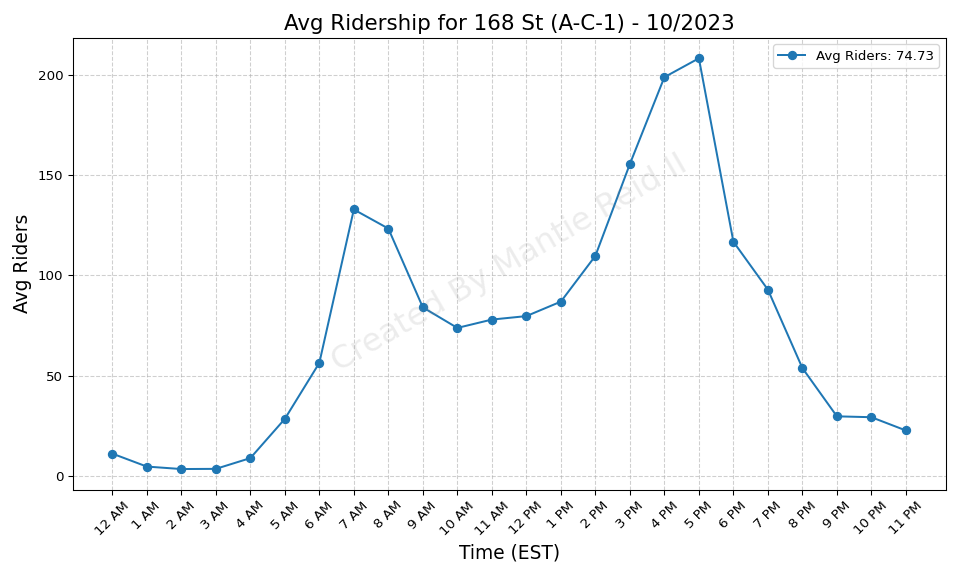 Avg Ridership for 168 St (A-C-1) - 10/2023
Avg Riders: 74.73
Avg Riders
200
150
100
50
0
Created By Mantle Reid II
12 AM
1 AM
2 AM
3 AM
4 AM
5 AM
6 AM
7 AM
8 AM
9 AM
10 AM
11 AM
12 PM
1 PM
2 PM
3 PM
4 PM
5 PM
6 PM
7 PM
8 PM
9 PM
10 PM
11 PM
Time (EST)